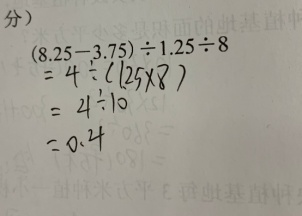 分）
(8.25－3.75)÷1.25÷8
= 4÷(1.25×8)
= 4÷10
=0.4